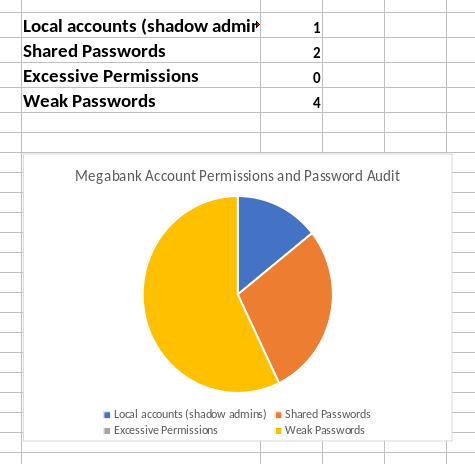 Local accounts (shadow admir 1
Shared Passwords 2
Excessive Permissions 0
Weak Passwords 4
Megabank Account Permissions and Password Audit
Local accounts (shadow admins) Shared Passwords
Excessive Permissions Weak Passwords